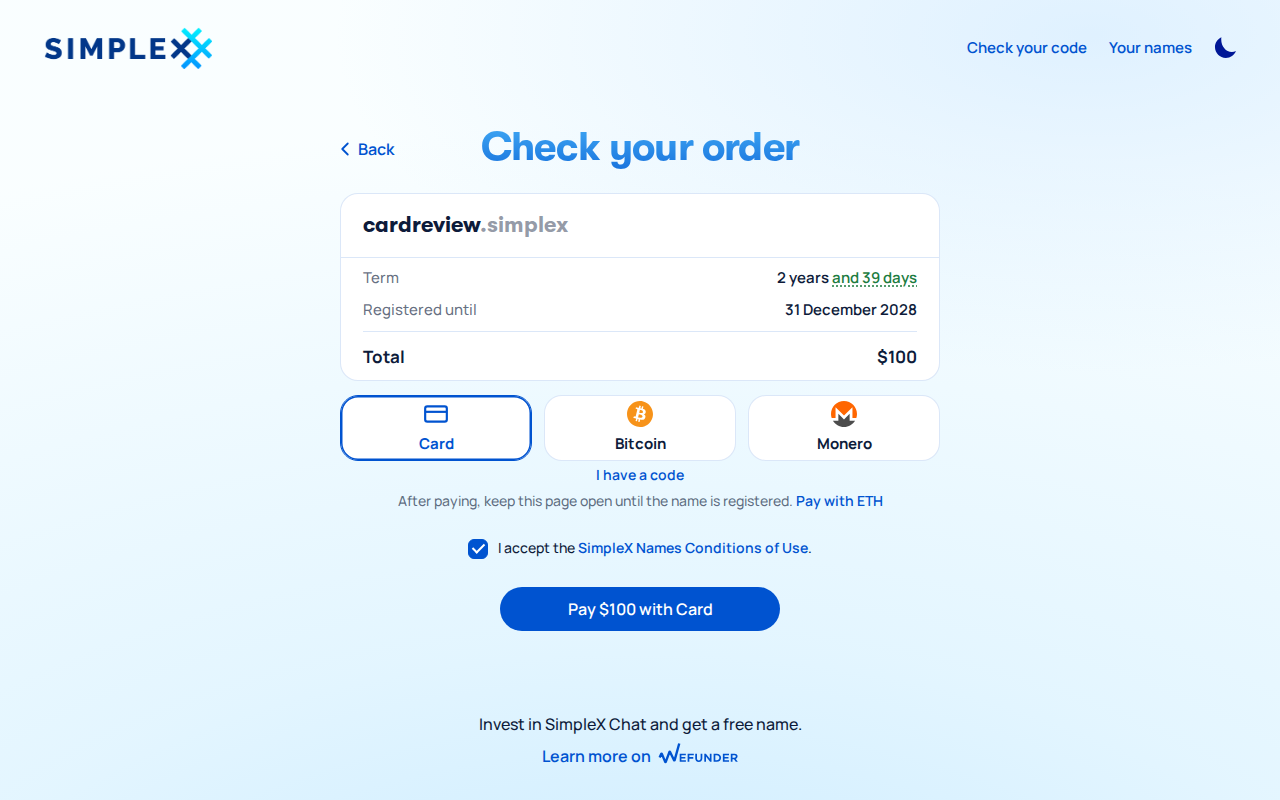 SIMPLEX
Check your code
Your names
Back
Check your order
cardreview.simplex
Term
2 years and 39 days
Registered until
31 December 2028
Total
$100
Card
Bitcoin
Monero
I have a code
After paying, keep this page open until the name is registered. Pay with ETH
I accept the SimpleX Names Conditions of Use.
Pay $100 with Card
Invest in SimpleX Chat and get a free name.
Learn more on WEFUNDER